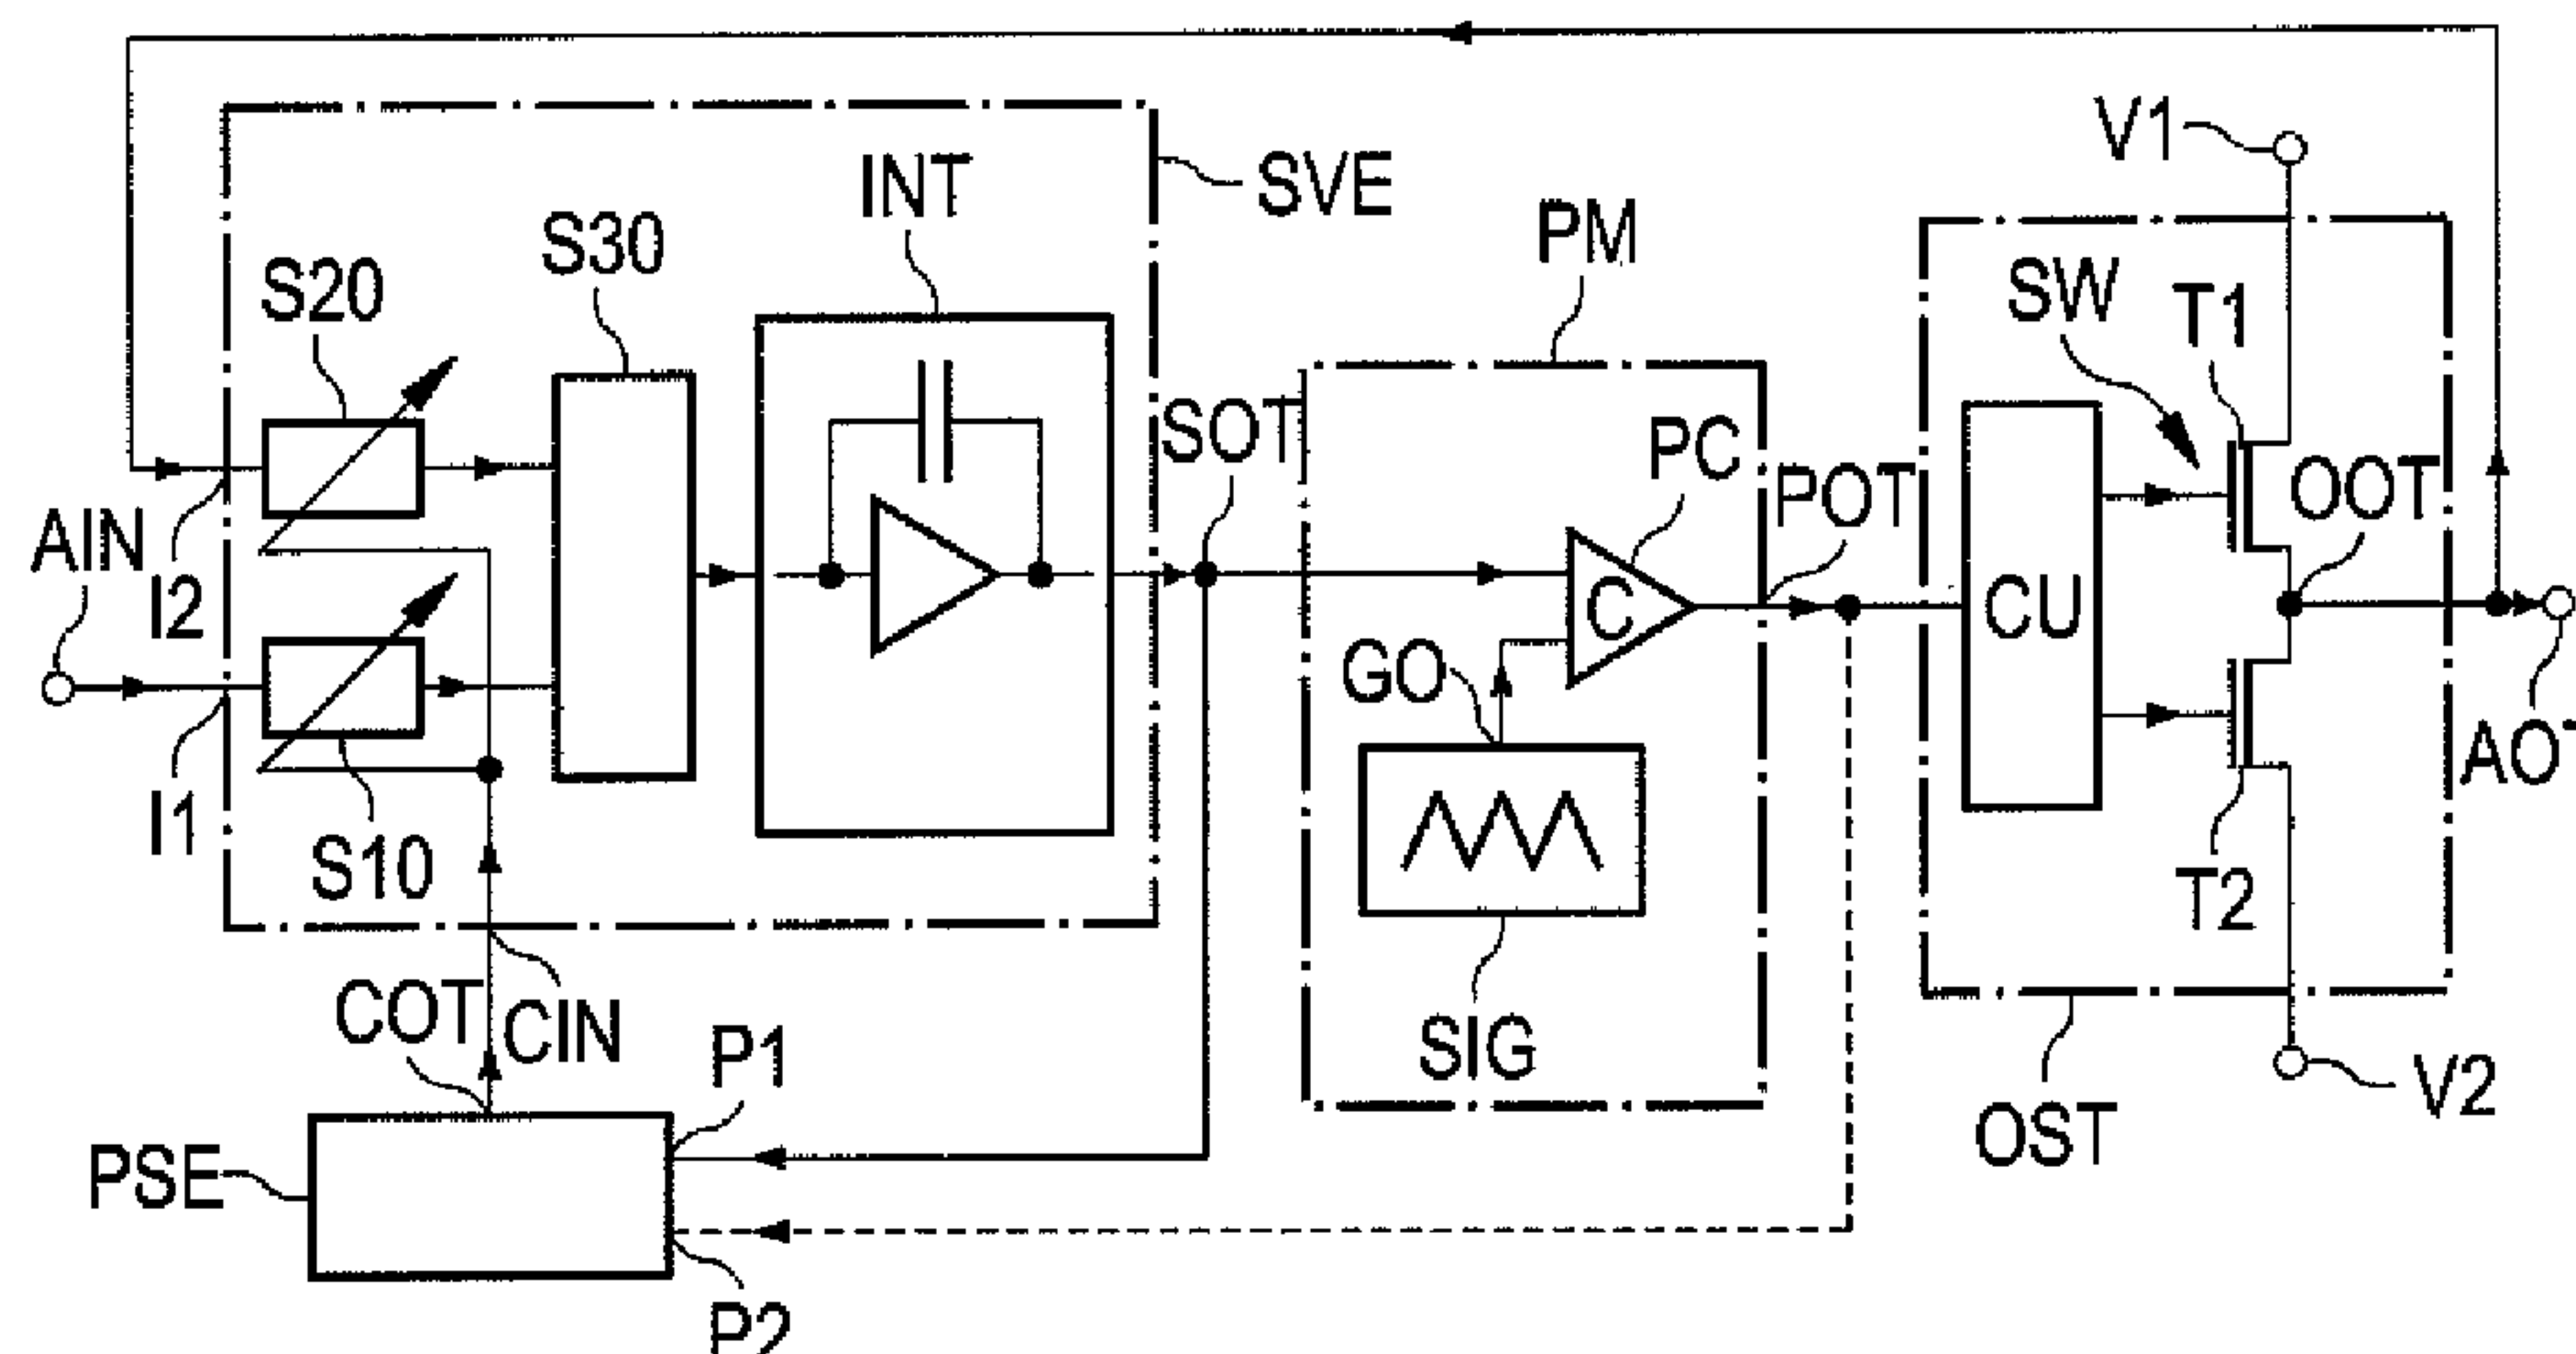 V1
SVE
INT
PM
S30
S20
SW
T1
SOT
PC
POT
OOT
AIN
I2
C
CU
GO
I1
S10
T2
COT
CIN
SIG
P1
V2
OST
PSE
P2